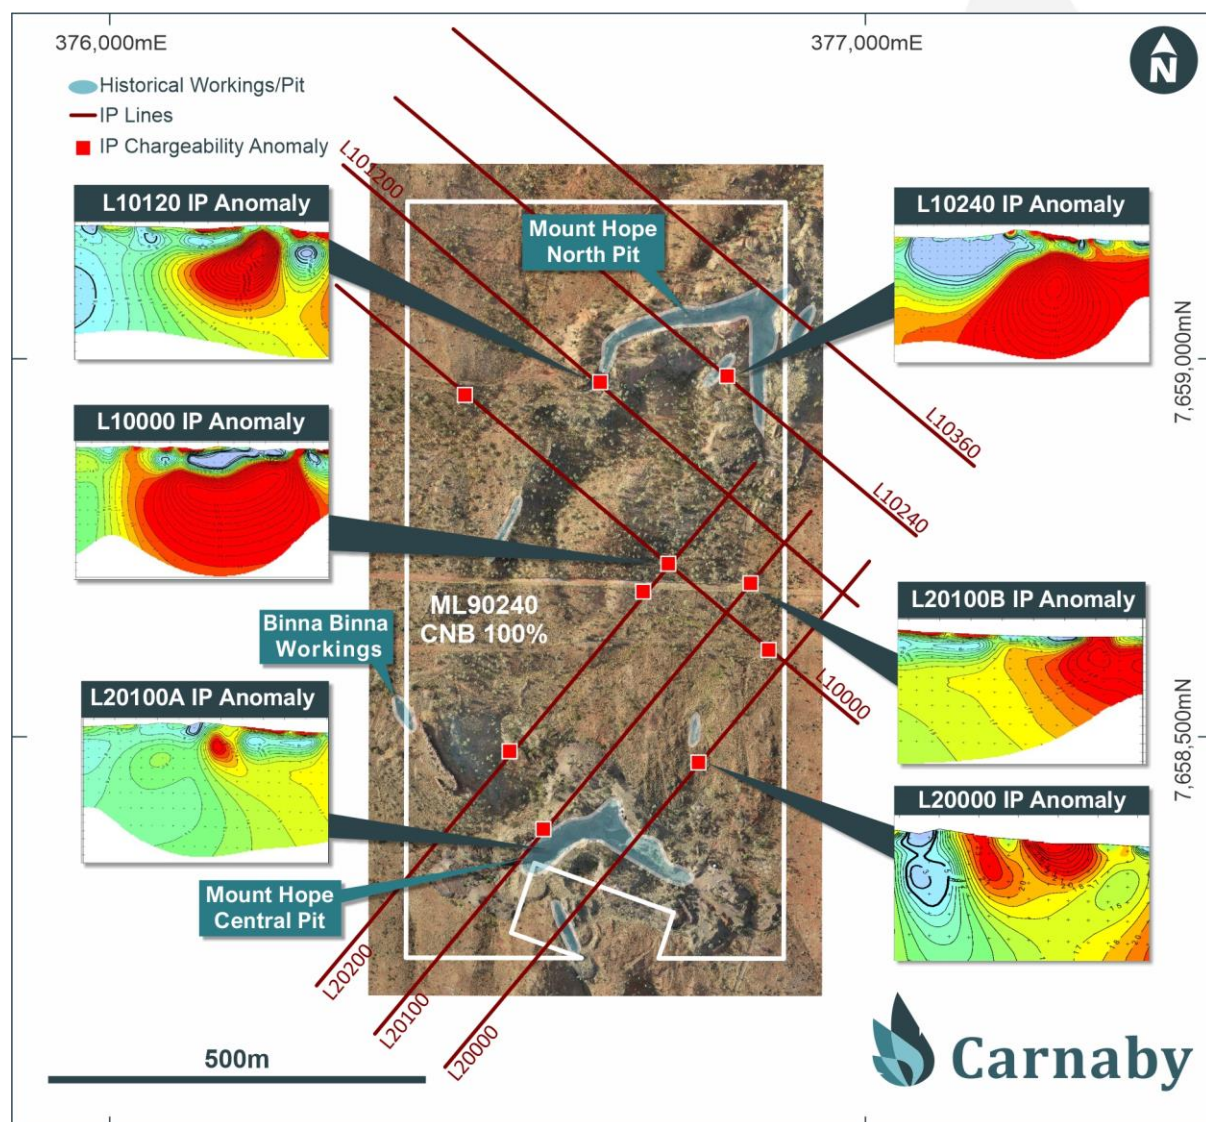 376,000mE
377,000mE
N
Historical Workings/Pit
IP Lines
IP Chargeability Anomaly
L101200
L10120 IP Anomaly
Mount Hope
North Pit
L10240 IP Anomaly
7,659,000mN
L10360
L10000 IP Anomaly
L10240
ML90240
CNB 100%
L20100B IP Anomaly
Binna Binna
Workings
L10000
L20100A IP Anomaly
7,658,500mN
L20000 IP Anomaly
Mount Hope
Central Pit
L20200
L20100
L20000
500m
Carnaby